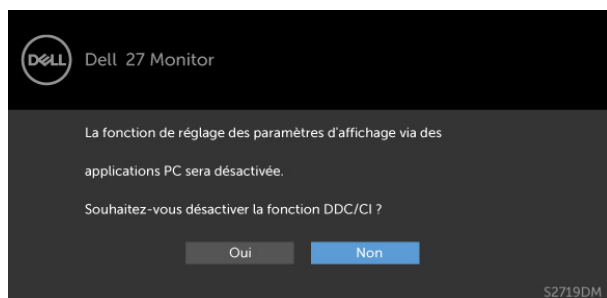 DELL
Dell 27 Monitor
La fonction de réglage des paramètres d'affichage via des
applications PC sera désactivée.
Souhaitez-vous désactiver la fonction DDC/CI ?
Oui
Non
S2719DM